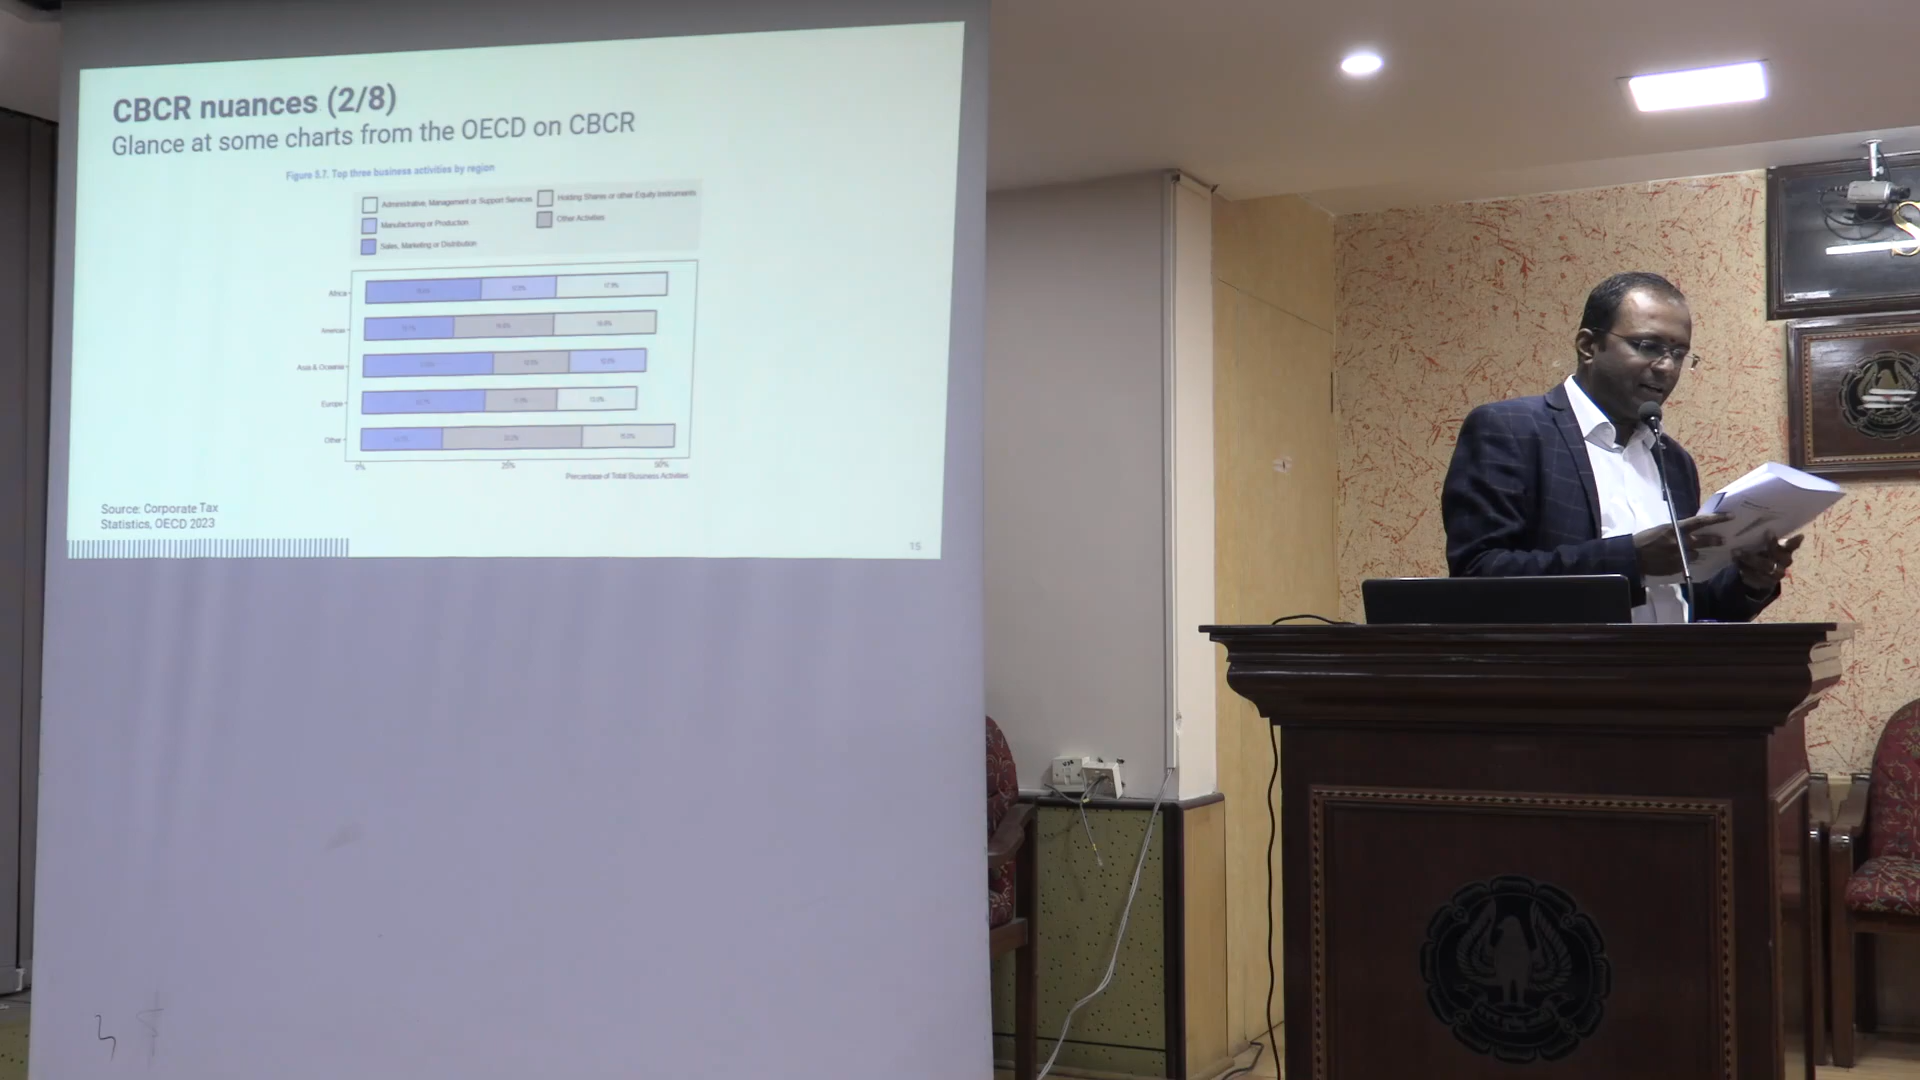 CBCR nuances (2/8)
Glance at some charts from the OECD on CBCR
Figure 5.7. Top three business activities by region
Administrative, Management or Support Services
Holding Shares or other Equity Instruments
Manufacturing or Production
Other Activities
Sales, Marketing or Distribution
Africa
17.9%
Americas
Asia & Oceania
Europe
Other
0%
25%
50%
Percentage of Total Business Activities
Source: Corporate Tax
Statistics, OECD 2023
15